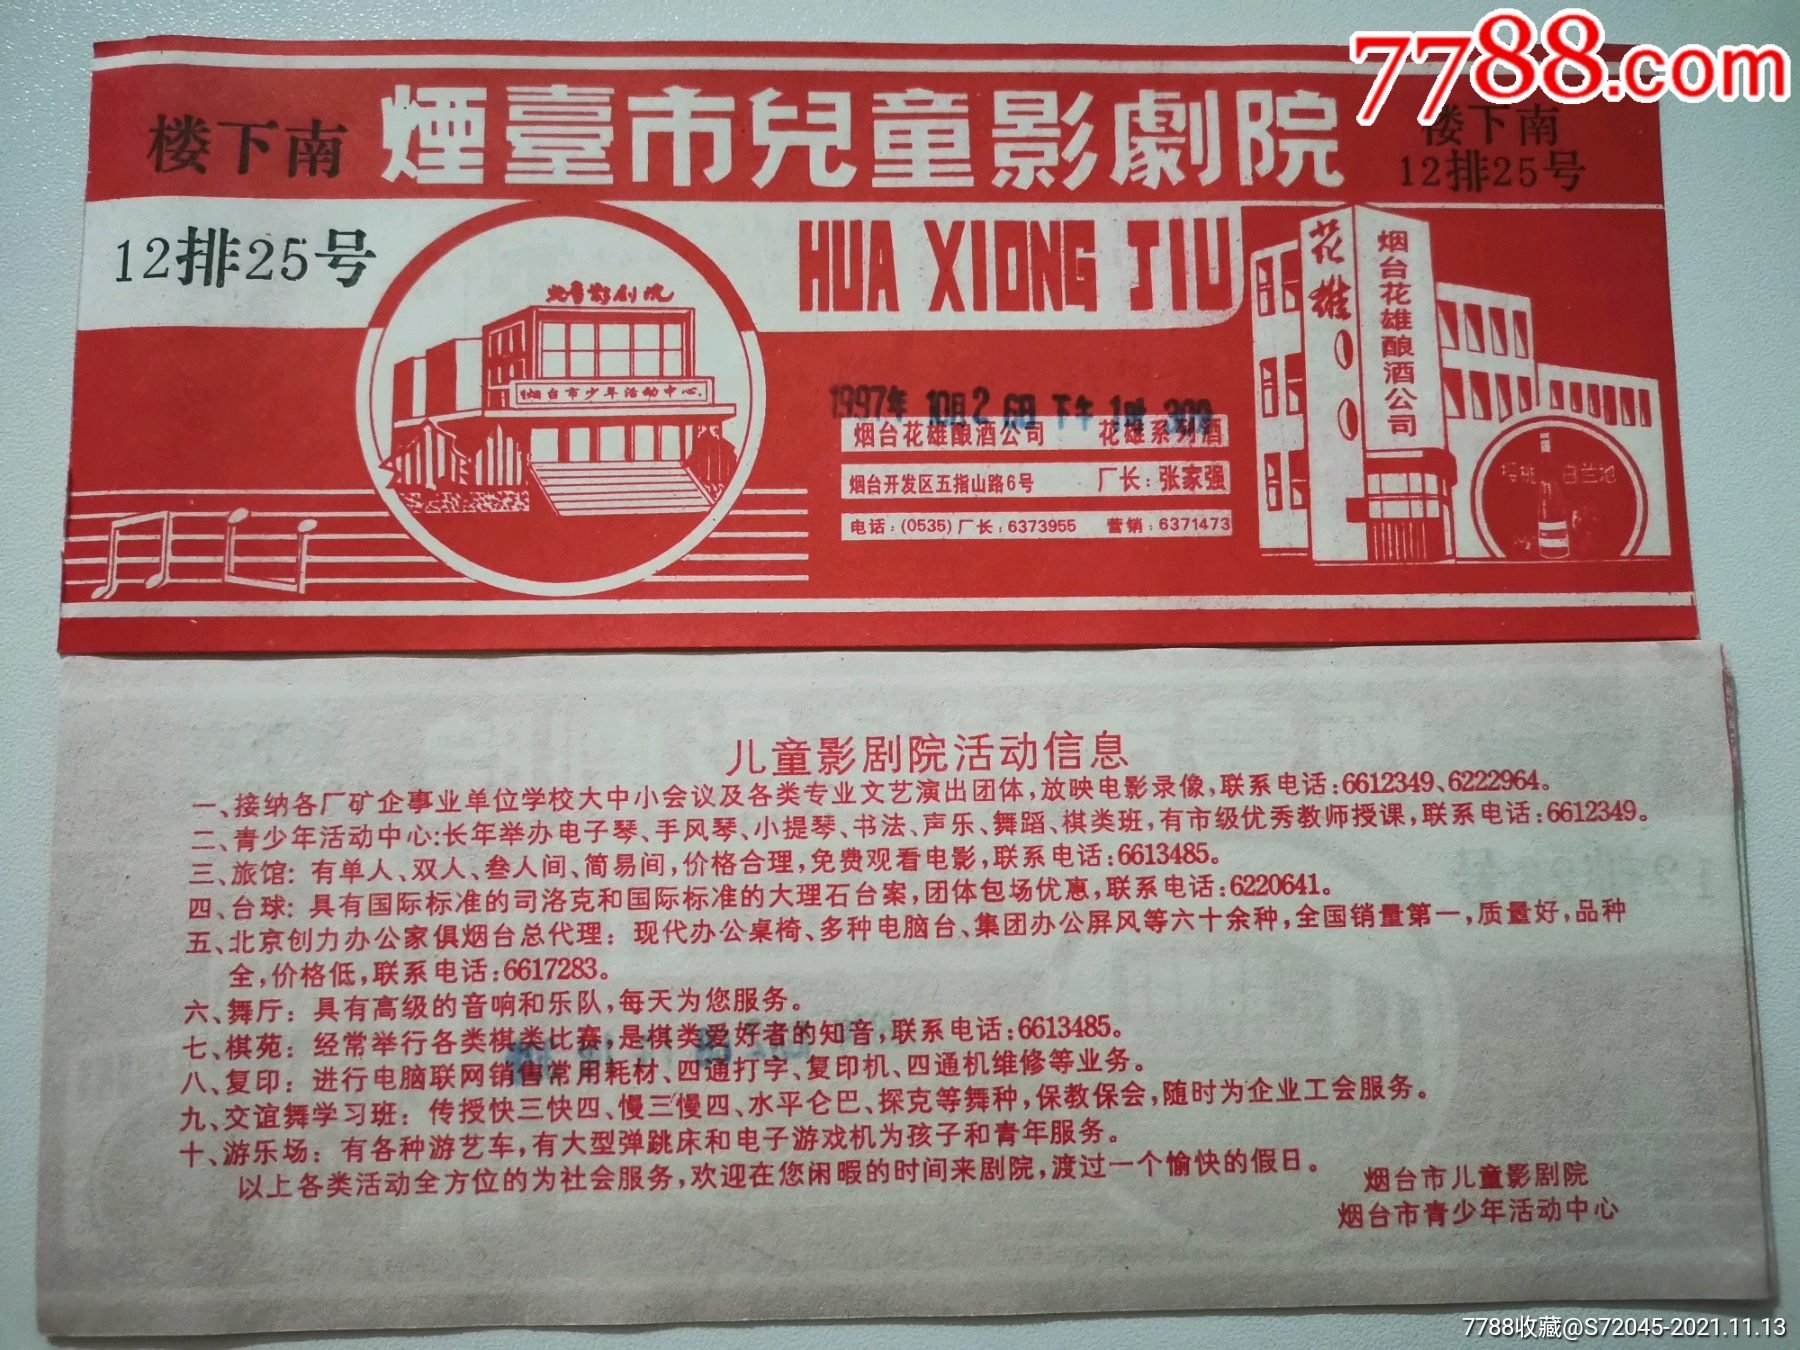 7788.com
楼下南
煙臺市兒童影劇院
楼下南
12排25号
12排25号
HUA XIONG JIU
儿童影剧院
烟台市少年活动中心
花雄
烟台花雄酿酒公司
1997年 10月26日 下午 1时 30分
烟台花雄酿酒公司 花雄系列酒
烟台开发区五指山路6号 厂长:张家强
电话:(0535)厂长:6373955 营销:6371473
樱桃 白兰地
儿童影剧院活动信息
一、接纳各厂矿企事业单位学校大中小会议及各类专业文艺演出团体,放映电影录像,联系电话:6612349、6222964。
二、青少年活动中心:长年举办电子琴、手风琴、小提琴、书法、声乐、舞蹈、棋类班,有市级优秀教师授课,联系电话:6612349。
三、旅馆: 有单人、双人、叁人间、简易间,价格合理,免费观看电影,联系电话:6613485。
四、台球: 具有国际标准的司洛克和国际标准的大理石台案,团体包场优惠,联系电话:6220641。
五、北京创力办公家俱烟台总代理: 现代办公桌椅、多种电脑台、集团办公屏风等六十余种,全国销量第一,质量好,品种
全,价格低,联系电话:6617283。
六、舞厅: 具有高级的音响和乐队,每天为您服务。
七、棋苑: 经常举行各类棋类比赛,是棋类爱好者的知音,联系电话:6613485。
八、复印: 进行电脑联网销售常用耗材、四通打字、复印机、四通机维修等业务。
九、交谊舞学习班: 传授快三快四、慢三慢四、水平仑巴、探克等舞种,保教保会,随时为企业工会服务。
十、游乐场: 有各种游艺车,有大型弹跳床和电子游戏机为孩子和青年服务。
以上各类活动全方位的为社会服务,欢迎在您闲暇的时间来剧院,渡过一个愉快的假日。
烟台市儿童影剧院
烟台市青少年活动中心
7788收藏@S72045-2021.11.13